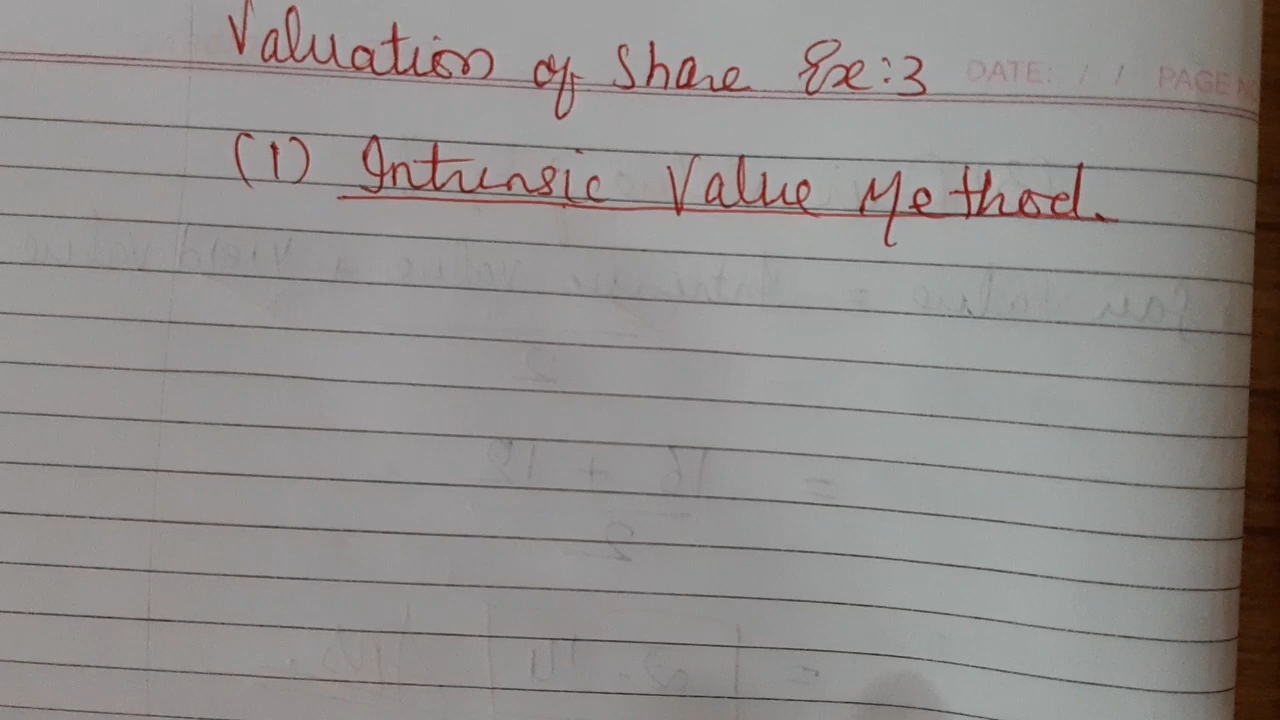 Valuation of Share Ex:3
DATE: / / PAGE N
(1) Intrinsic Value Method.